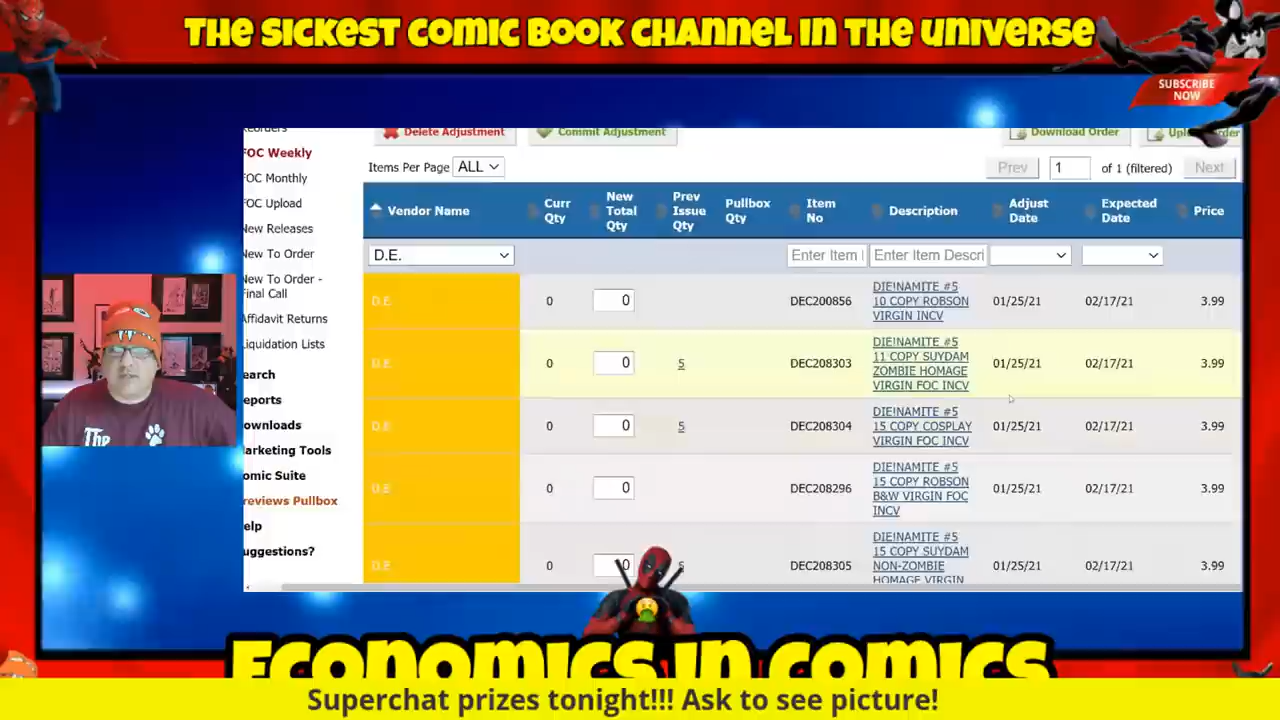 THE SICKEST COMIC BOOK CHANNEL IN THE UNIVERSE
SUBSCRIBE
NOW
Reorders
FOC Weekly
FOC Monthly
FOC Upload
New Releases
New To Order
New To Order -
Final Call
Affidavit Returns
Liquidation Lists
earch
eports
ownloads
arketing Tools
omic Suite
reviews Pullbox
elp
uggestions?
Delete Adjustment
Commit Adjustment
Download Order
Items Per Page ALL
Prev 1 of 1 (filtered) Next
Vendor Name
Curr Qty
New Total Qty
Prev Issue Qty
Pullbox Qty
Item No
Description
Adjust Date
Expected Date
Price
D.E.
Enter Item
Enter Item Descri
D.E. 0 0 DEC200856 DIE!NAMITE #5 01/25/21 02/17/21 3.99
10 COPY ROBSON
VIRGIN INCV
D.E. 0 0 5 DEC208303 DIE!NAMITE #5 01/25/21 02/17/21 3.99
11 COPY SUYDAM
ZOMBIE HOMAGE
VIRGIN FOC INCV
D.E. 0 0 5 DEC208304 DIE!NAMITE #5 01/25/21 02/17/21 3.99
15 COPY COSPLAY
VIRGIN FOC INCV
D.E. 0 0 DEC208296 DIE!NAMITE #5 01/25/21 02/17/21 3.99
15 COPY ROBSON
B&W VIRGIN FOC
INCV
D.E. 0 0 5 DEC208305 DIE!NAMITE #5 01/25/21 02/17/21 3.99
15 COPY SUYDAM
NON-ZOMBIE
HOMAGE VIRGIN
The
ECONOMICS IN COMICS
Superchat prizes tonight!!! Ask to see picture!